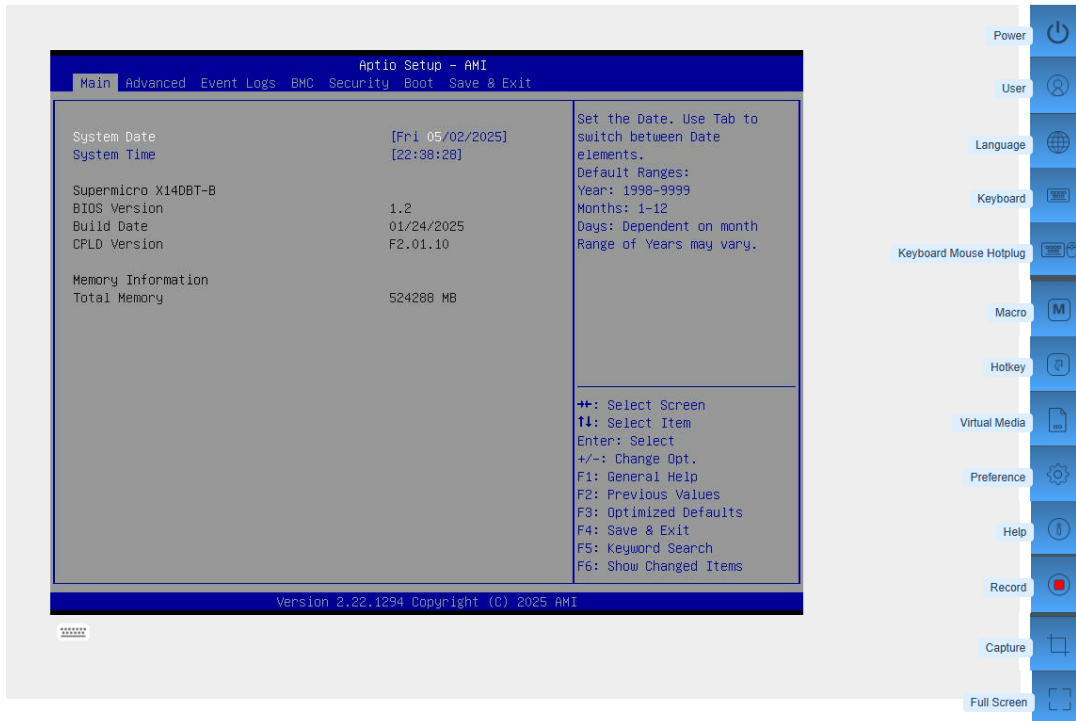 Aptio Setup - AMI
Main Advanced Event Logs BMC Security Boot Save & Exit
System Date [Fri 05/02/2025]
System Time [22:38:28]
Supermicro X14DBT-B
BIOS Version 1.2
Build Date 01/24/2025
CPLD Version F2.01.10
Memory Information
Total Memory 524288 MB
Set the Date. Use Tab to
switch between Date
elements.
Default Ranges:
Year: 1998-9999
Months: 1-12
Days: Dependent on month
Range of Years may vary.
→←: Select Screen
↑↓: Select Item
Enter: Select
+/-: Change Opt.
F1: General Help
F2: Previous Values
F3: Optimized Defaults
F4: Save & Exit
F5: Keyword Search
F6: Show Changed Items
Version 2.22.1294 Copyright (C) 2025 AMI
Power
User
Language
Keyboard
Keyboard Mouse Hotplug
Macro M
Hotkey
Virtual Media ISO
Preference
Help
Record
Capture
Full Screen